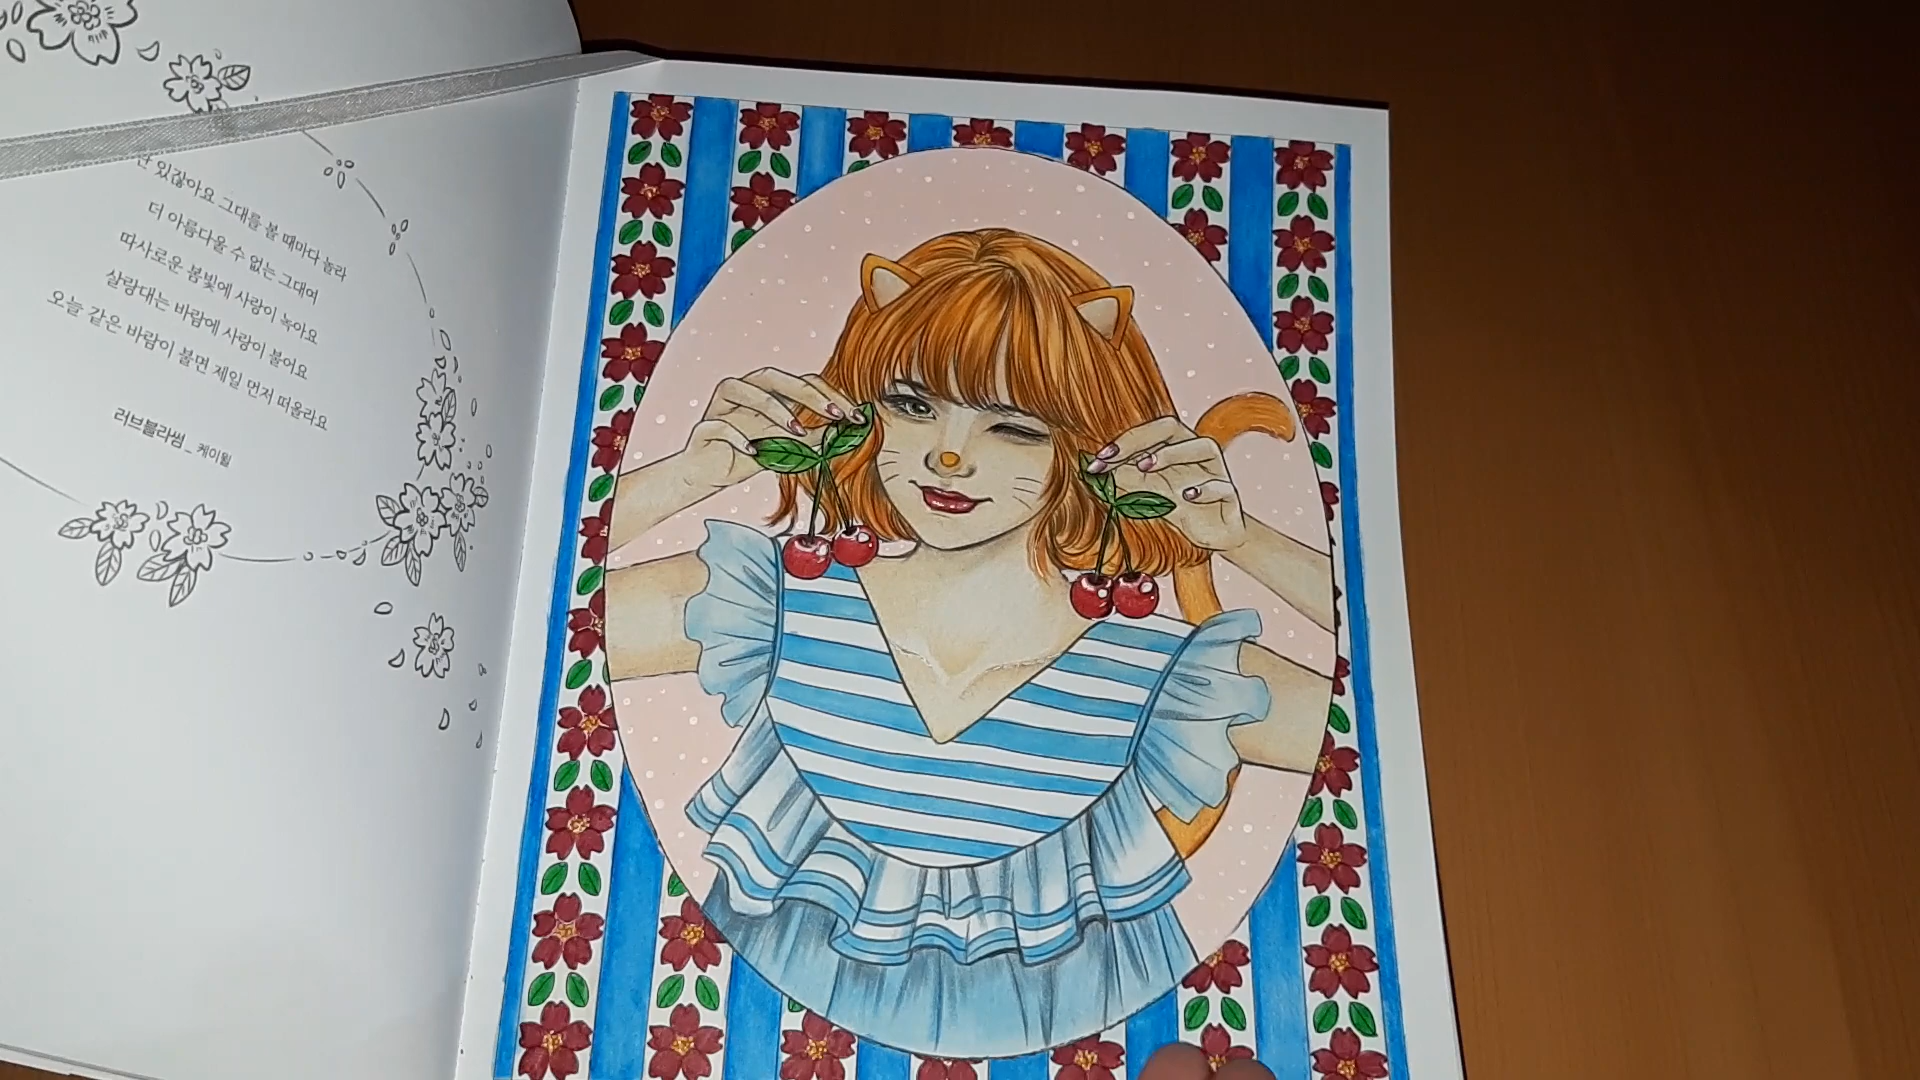 난 있잖아요 그대를 볼 때마다 놀라
더 아름다울 수 없는 그대여
따사로운 봄빛에 사랑이 녹아요
살랑대는 바람에 사랑이 불어요
오늘 같은 바람이 불면 제일 먼저 떠올라요
러브블라썸 _ 케이윌